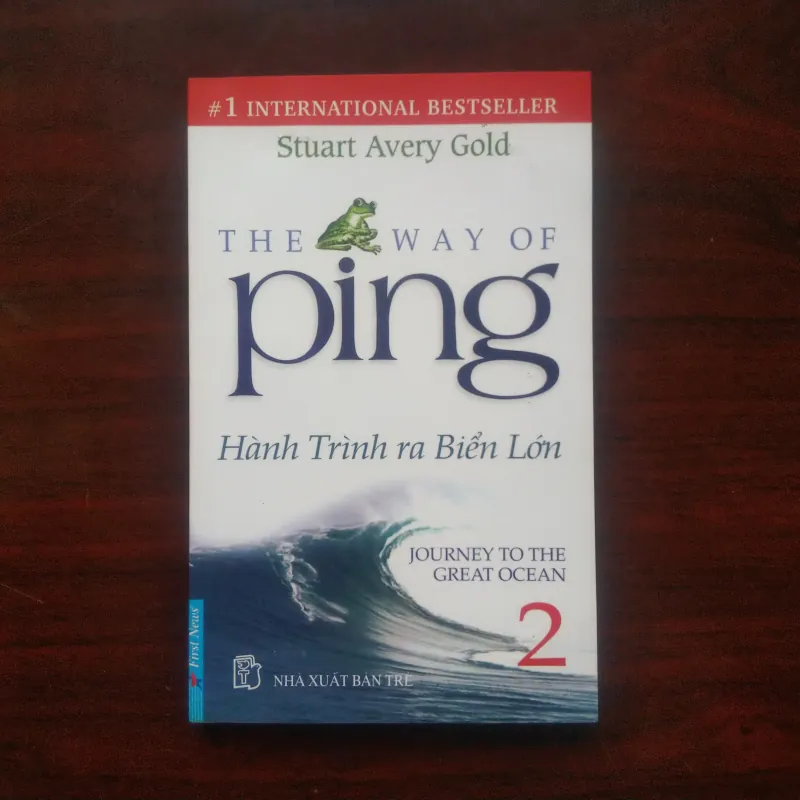 #1 INTERNATIONAL BESTSELLER
Stuart Avery Gold
THE WAY OF
ping
Hành Trình ra Biển Lớn
JOURNEY TO THE
GREAT OCEAN
2
First News
NHÀ XUẤT BẢN TRẺ